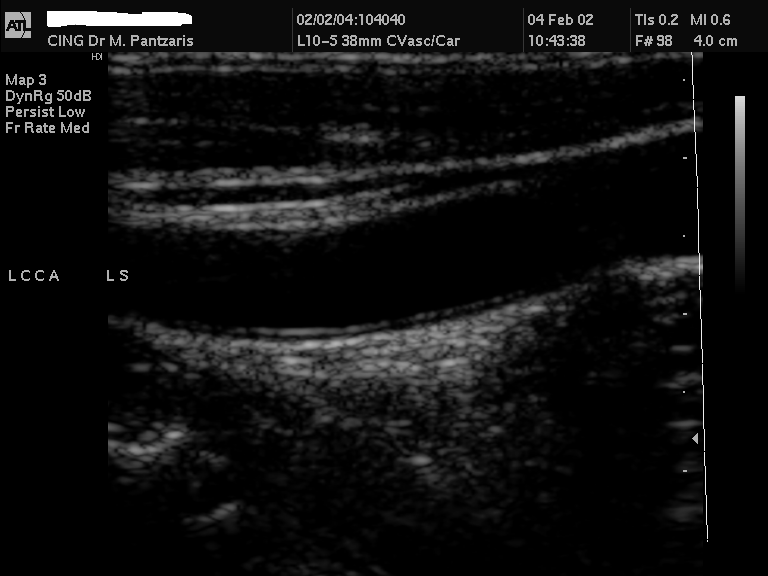 ATL
02/02/04:104040
04 Feb 02
TIs 0.2 MI 0.6
CING Dr M. Pantzaris
L10-5 38mm CVasc/Car
10:43:38
F# 98 4.0 cm
HDI
Map 3
DynRg 50dB
Persist Low
Fr Rate Med
LCCA LS